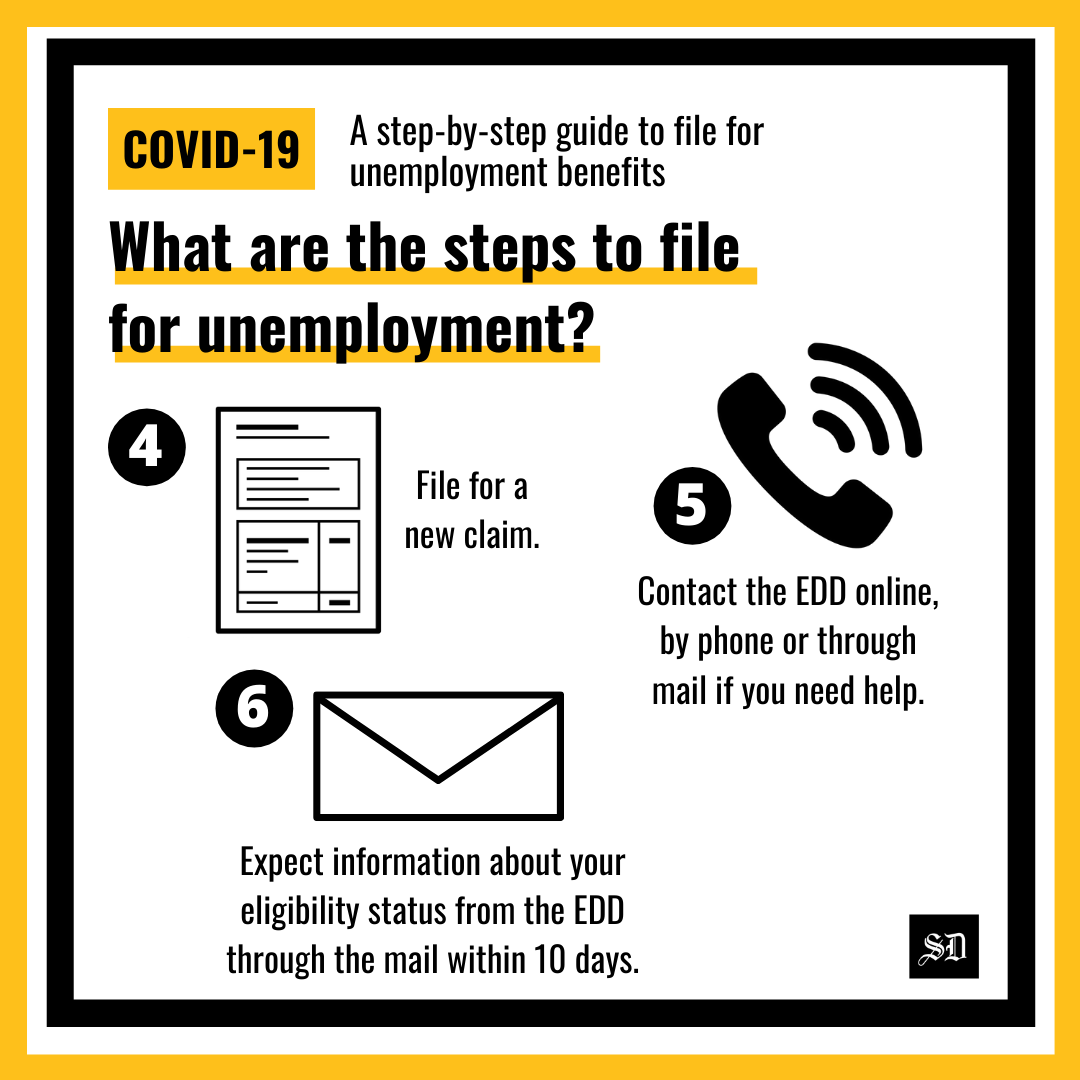 COVID-19
A step-by-step guide to file for
unemployment benefits
What are the steps to file
for unemployment?
4
File for a
new claim.
5
Contact the EDD online,
by phone or through
mail if you need help.
6
Expect information about your
eligibility status from the EDD
through the mail within 10 days.
SD